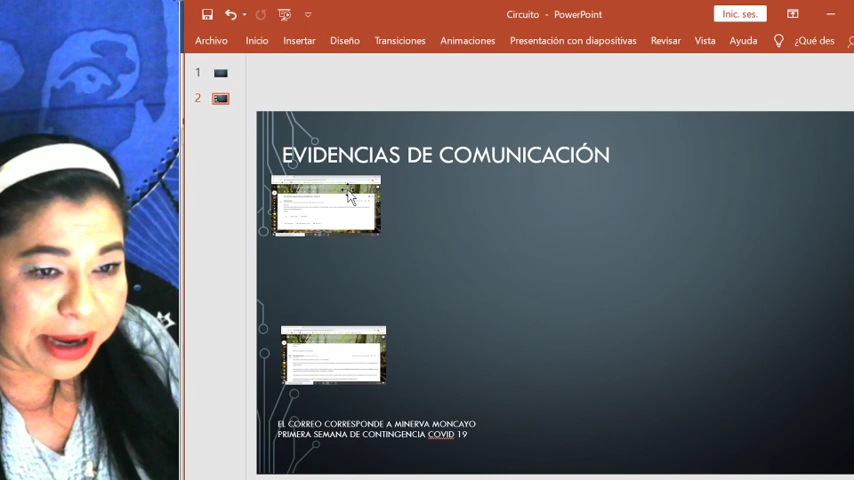 Circuito - PowerPoint
Inic. ses.
Archivo Inicio Insertar Diseño Transiciones Animaciones Presentación con diapositivas Revisar Vista Ayuda ¿Qué des
1
2
EVIDENCIAS DE COMUNICACIÓN
EL CORREO CORRESPONDE A MINERVA MONCAYO
PRIMERA SEMANA DE CONTINGENCIA COVID 19